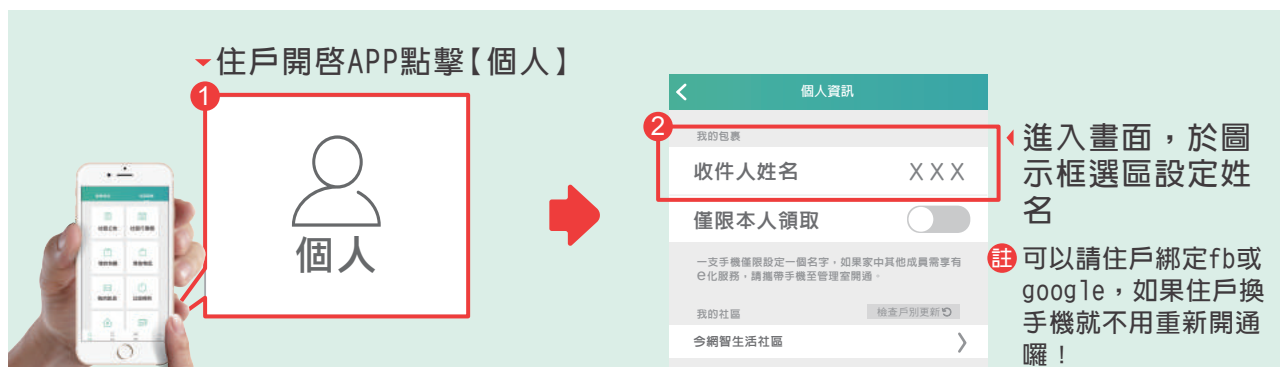 住戶開啓APP點擊【個人】
1
個人
2
個人資訊
我的包裹
收件人姓名 XXX
僅限本人領取
一支手機僅限設定一個名字，如果家中其他成員需享有
e化服務，請攜帶手機至管理室開通。
我的社區 檢查戶別更新
今網智生活社區
進入畫面，於圖
示框選區設定姓
名
註 可以請住戶綁定fb或
google，如果住戶換
手機就不用重新開通
囉！